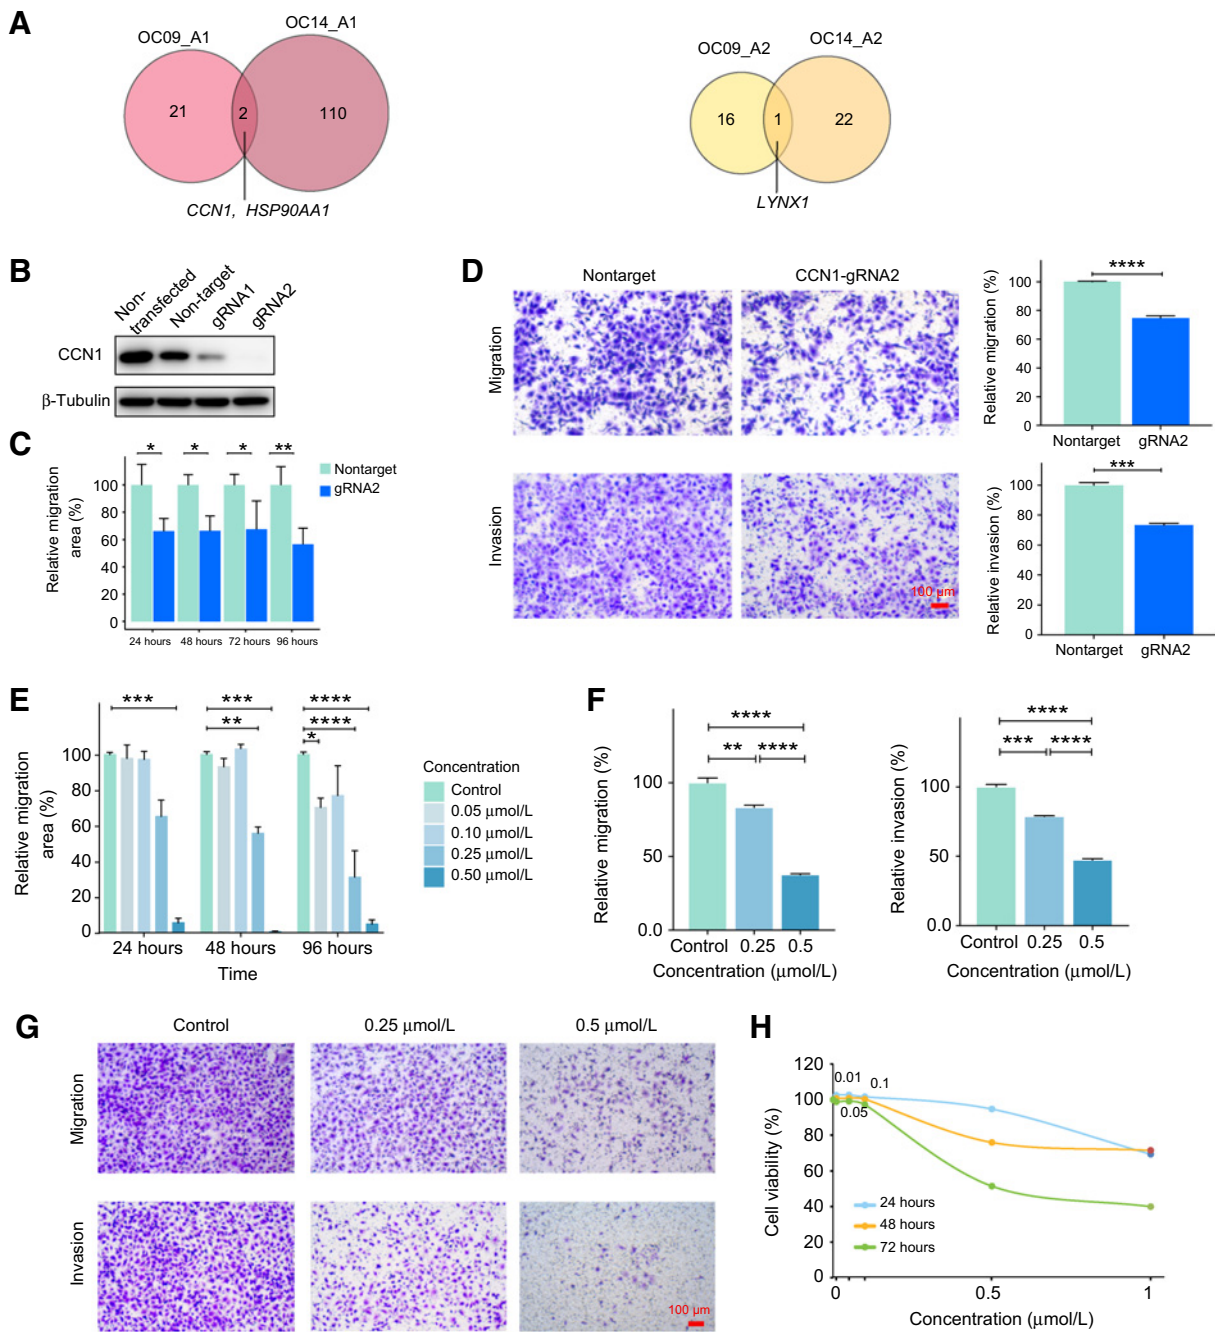 A
OC09_A1
OC14_A1
21
2
110
CCN1, HSP90AA1
OC09_A2
OC14_A2
16
1
22
LYNX1
B
Non-
transfected
Non-target
gRNA1
gRNA2
CCN1
β-Tubulin
C
Relative migration
area (%)
100
80
60
40
20
0
*
*
*
**
Nontarget
gRNA2
24 hours
48 hours
72 hours
96 hours
D
Nontarget
CCN1-gRNA2
Migration
Invasion
100 μm
Relative migration (%)
100
80
60
40
20
0
****
Nontarget
gRNA2
Relative invasion (%)
100
80
60
40
20
0
***
Nontarget
gRNA2
E
Relative migration
area (%)
100
80
60
40
20
0
***
***
**
****
****
*
24 hours
48 hours
96 hours
Time
Concentration
Control
0.05 μmol/L
0.10 μmol/L
0.25 μmol/L
0.50 μmol/L
F
Relative migration (%)
100
50
0.0
****
**
****
Control
0.25
0.5
Concentration (μmol/L)
Relative invasion (%)
100
50
0.0
****
***
****
Control
0.25
0.5
Concentration (μmol/L)
G
Control
0.25 μmol/L
0.5 μmol/L
Migration
Invasion
100 μm
H
Cell viability (%)
120
100
80
60
40
20
0
0.01
0.1
0.05
24 hours
48 hours
72 hours
0
0.5
1
Concentration (μmol/L)